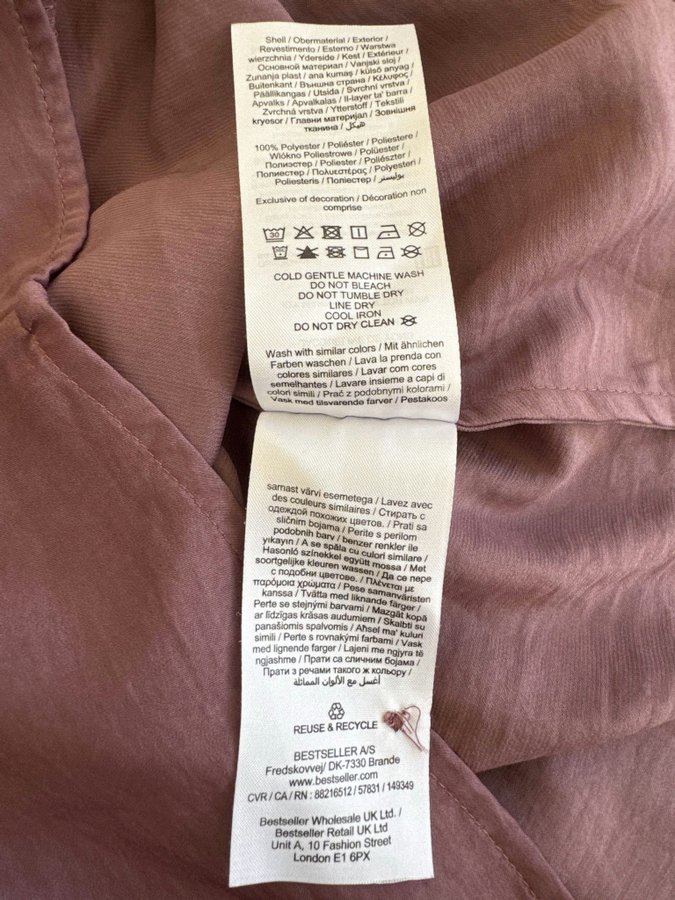 Shell / Obermaterial / Exterior /
Revestimento / Esterno / Warstwa
wierzchnia / Yderside / Kest / Extérieur /
Основной материал / Vanjski sloj /
Zunanja plast / ana kumaş / külső anyag /
Buitenkant / Външна страна / Κέλυφος /
Päällikangas / Utsida / Svrchní vrstva /
Apvalks / Apvalkalas / Il-layer ta' barra /
Zvrchná vrstva / Ytterstoff / Tekstili
kryesor / Главни материјал / Зовнішня
тканина / هيكل
100% Polyester / Poliéster / Poliestere /
Włókno Poliestrowe / Polüester /
Полиэстер / Poliester / Poliészter /
Полиестер / Πολυεστέρας / Polyesteri /
Poliesteris / Поліестер / بوليستر
Exclusive of decoration / Décoration non
comprise
30
COLD GENTLE MACHINE WASH
DO NOT BLEACH
DO NOT TUMBLE DRY
LINE DRY
COOL IRON
DO NOT DRY CLEAN
Wash with similar colors / Mit ähnlichen
Farben waschen / Lava la prenda con
colores similares / Lavar com cores
semelhantes / Lavare insieme a capi di
colori simili / Prać z podobnymi kolorami /
Vask med tilsvarende farver / Pestakoos
sarnast värvi esemetega / Lavez avec
des couleurs similaires / Стирать с
одеждой похожих цветов. / Prati sa
sličnim bojama / Perite s perilom
podobnih barv / benzer renkler ile
yıkayın / A se spăla cu culori similare /
Hasonló színekkel együtt mossa / Met
soortgelijke kleuren wassen / Да се пере
с подобни цветове. / Πλένεται με
παρόμοια χρώματα / Pese samanväristen
kanssa / Tvätta med liknande färger /
Perte se stejnými barvami / Mazgāt kopā
ar līdzīgas krāsas audumiem / Skalbti su
panašiomis spalvomis / Aħsel ma' kuluri
simili / Perte s rovnakými farbami / Vask
med lignende farger / Lajeni me ngjyra të
ngjashme / Прати са сличним бојама /
Прати з речами такого ж кольору /
أغسل مع الألوان المماثلة
REUSE & RECYCLE
BESTSELLER A/S
Fredskovvej/ DK-7330 Brande
www.bestseller.com
CVR / CA / RN : 88216512 / 57831 / 149349
Bestseller Wholesale UK Ltd. /
Bestseller Retail UK Ltd
Unit A, 10 Fashion Street
London E1 6PX